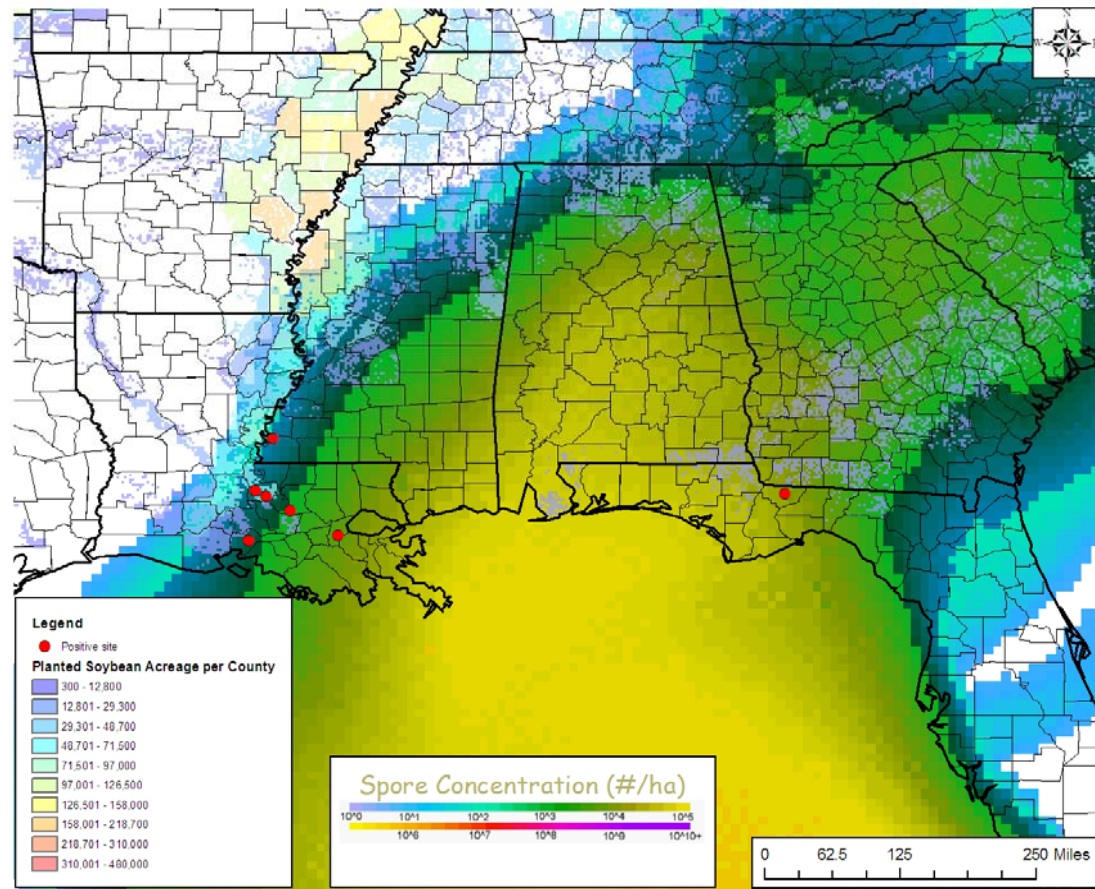 N
W
S
Legend
Positive site
Planted Soybean Acreage per County
300 - 12,800
12,801 - 29,300
29,301 - 48,700
48,701 - 71,500
71,501 - 97,000
97,001 - 126,500
126,501 - 158,000
158,001 - 218,700
218,701 - 310,000
310,001 - 460,000
Spore Concentration (#/ha)
10^0 10^1 10^2 10^3 10^4 10^5
10^6 10^7 10^8 10^9 10^10+
0 62.5 125 250 Miles